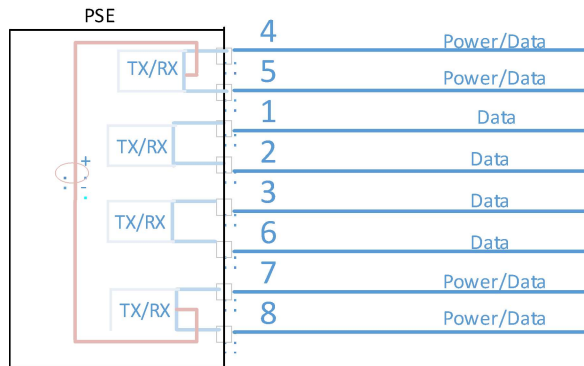 PSE
4 Power/Data
TX/RX
5 Power/Data
1 Data
TX/RX
2 Data
+
-
3 Data
TX/RX
6 Data
7 Power/Data
TX/RX
8 Power/Data